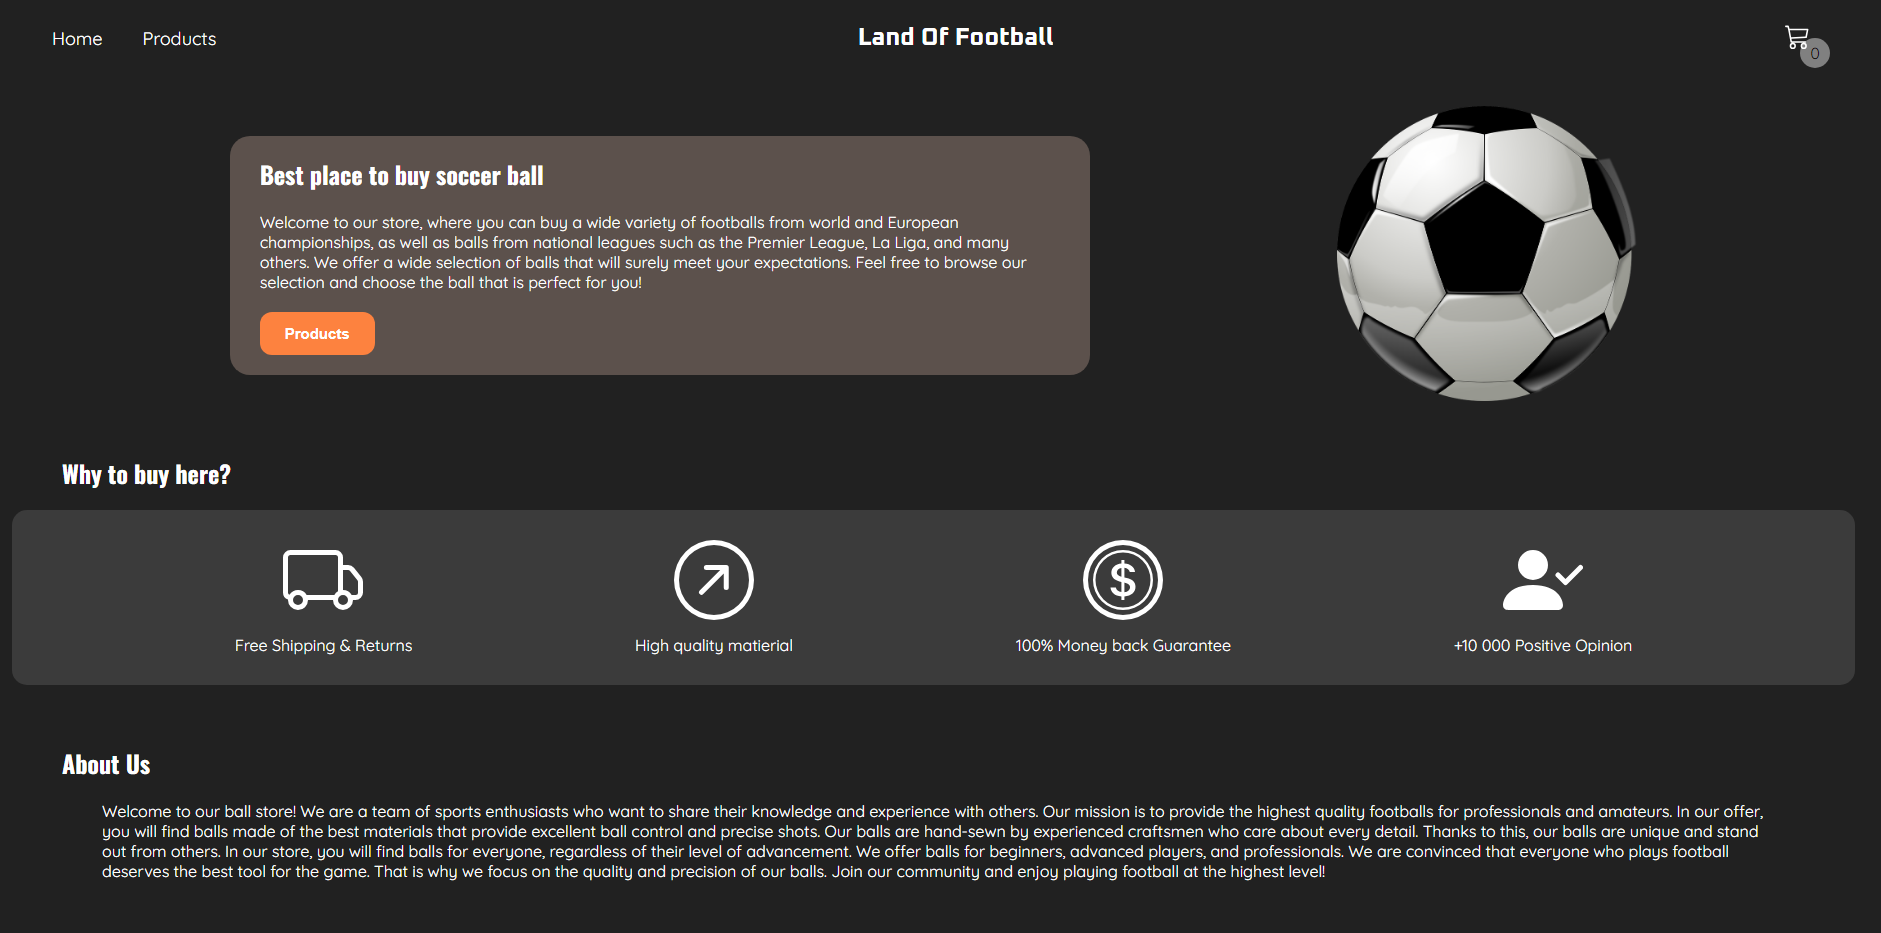 Home
Products
Land Of Football
0
Best place to buy soccer ball
Welcome to our store, where you can buy a wide variety of footballs from world and European
championships, as well as balls from national leagues such as the Premier League, La Liga, and many
others. We offer a wide selection of balls that will surely meet your expectations. Feel free to browse our
selection and choose the ball that is perfect for you!
Products
Why to buy here?
$
Free Shipping & Returns
High quality matierial
100% Money back Guarantee
+10 000 Positive Opinion
About Us
Welcome to our ball store! We are a team of sports enthusiasts who want to share their knowledge and experience with others. Our mission is to provide the highest quality footballs for professionals and amateurs. In our offer,
you will find balls made of the best materials that provide excellent ball control and precise shots. Our balls are hand-sewn by experienced craftsmen who care about every detail. Thanks to this, our balls are unique and stand
out from others. In our store, you will find balls for everyone, regardless of their level of advancement. We offer balls for beginners, advanced players, and professionals. We are convinced that everyone who plays football
deserves the best tool for the game. That is why we focus on the quality and precision of our balls. Join our community and enjoy playing football at the highest level!